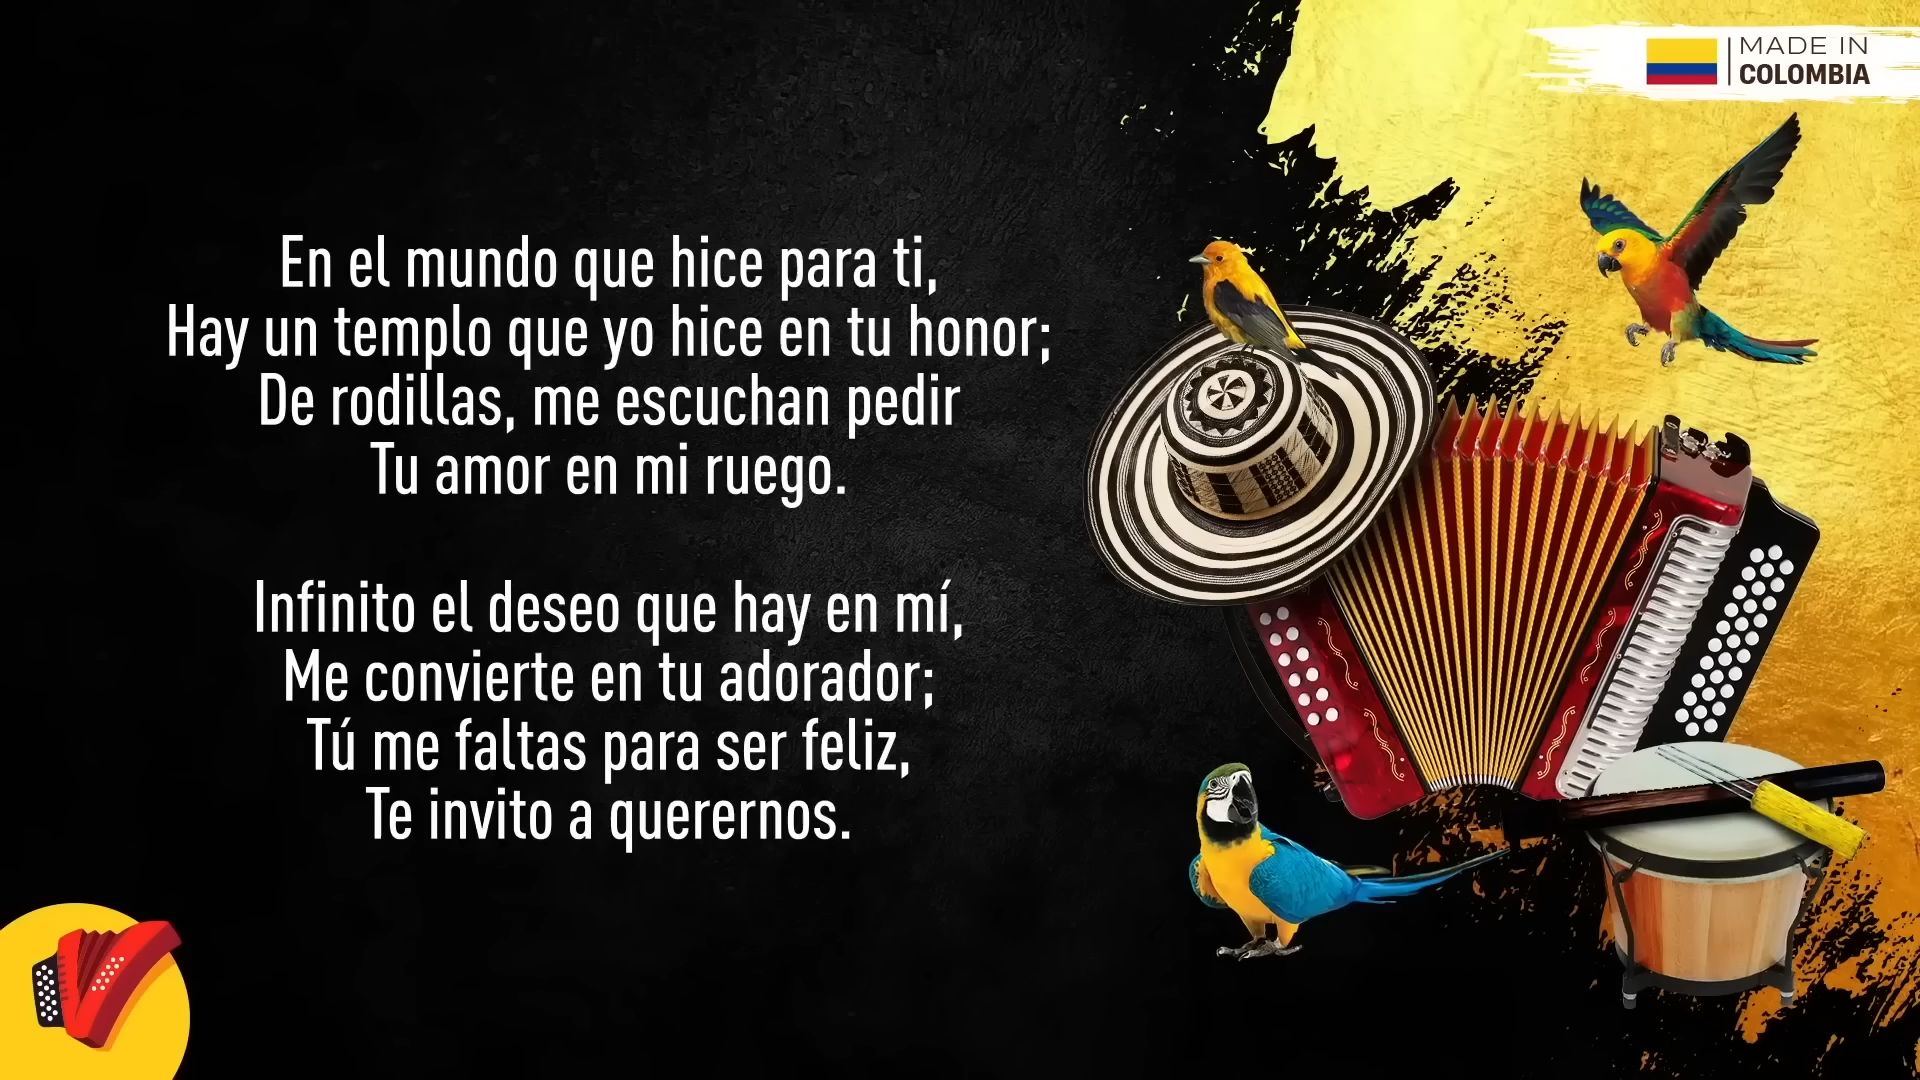 MADE IN
COLOMBIA
En el mundo que hice para ti,
Hay un templo que yo hice en tu honor;
De rodillas, me escuchan pedir
Tu amor en mi ruego.
Infinito el deseo que hay en mí,
Me convierte en tu adorador;
Tú me faltas para ser feliz,
Te invito a querernos.